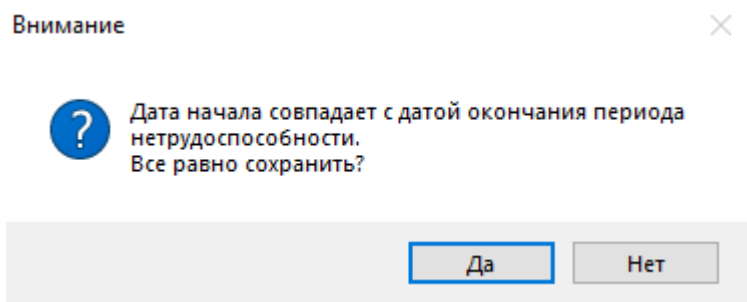 Внимание
Дата начала совпадает с датой окончания периода
нетрудоспособности.
Все равно сохранить?
Да
Нет